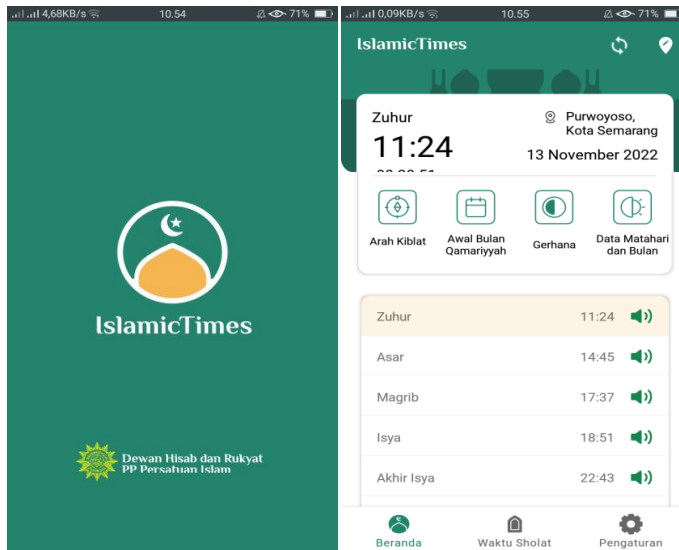 4,68KB/s
10.54
71%
IslamicTimes
Dewan Hisab dan Rukyat
PP Persatuan Islam
0,09KB/s
10.55
71%
IslamicTimes
Zuhur
11:24
Purwoyoso,
Kota Semarang
13 November 2022
Arah Kiblat
Awal Bulan
Qamariyyah
Gerhana
Data Matahari
dan Bulan
Zuhur 11:24
Asar 14:45
Magrib 17:37
Isya 18:51
Akhir Isya 22:43
Beranda
Waktu Sholat
Pengaturan